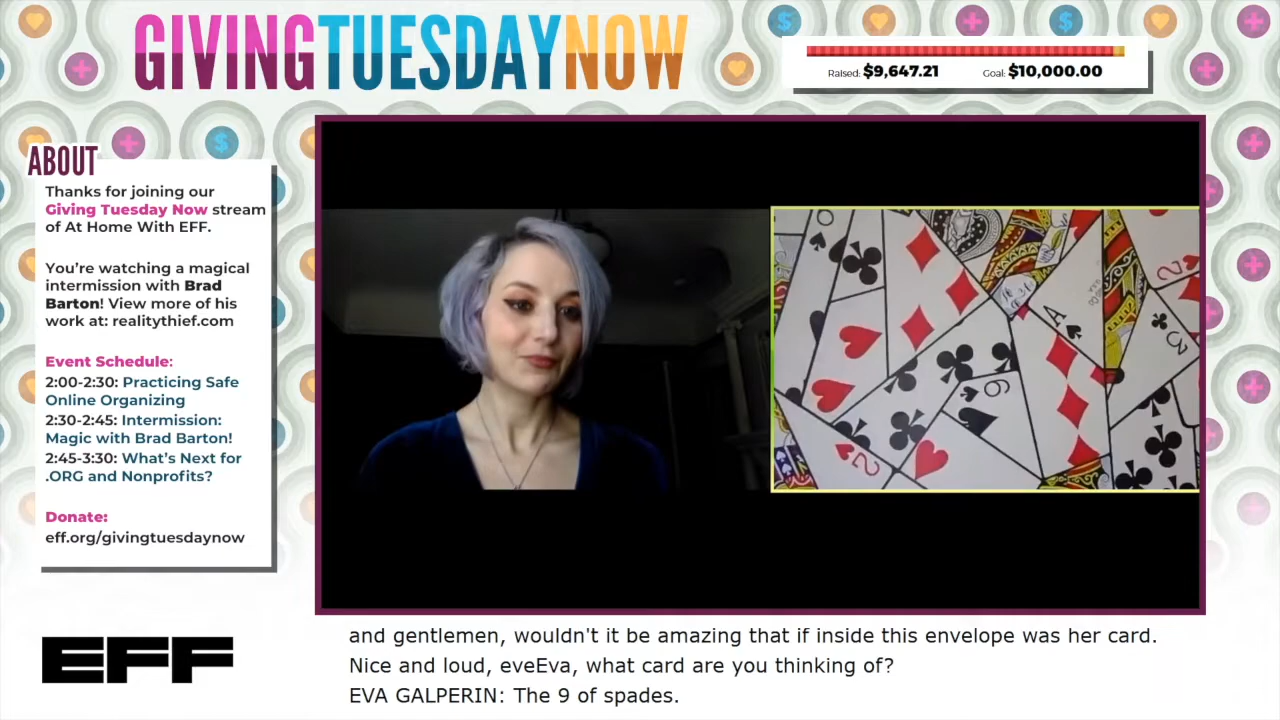 GIVINGTUESDAYNOW
Raised: $9,647.21 Goal: $10,000.00
ABOUT
Thanks for joining our
Giving Tuesday Now stream
of At Home With EFF.
You’re watching a magical
intermission with Brad
Barton! View more of his
work at: realitythief.com
Event Schedule:
2:00-2:30: Practicing Safe
Online Organizing
2:30-2:45: Intermission:
Magic with Brad Barton!
2:45-3:30: What’s Next for
.ORG and Nonprofits?
Donate:
eff.org/givingtuesdaynow
EFF
A
3
2
2
and gentlemen, wouldn't it be amazing that if inside this envelope was her card.
Nice and loud, eveEva, what card are you thinking of?
EVA GALPERIN: The 9 of spades.